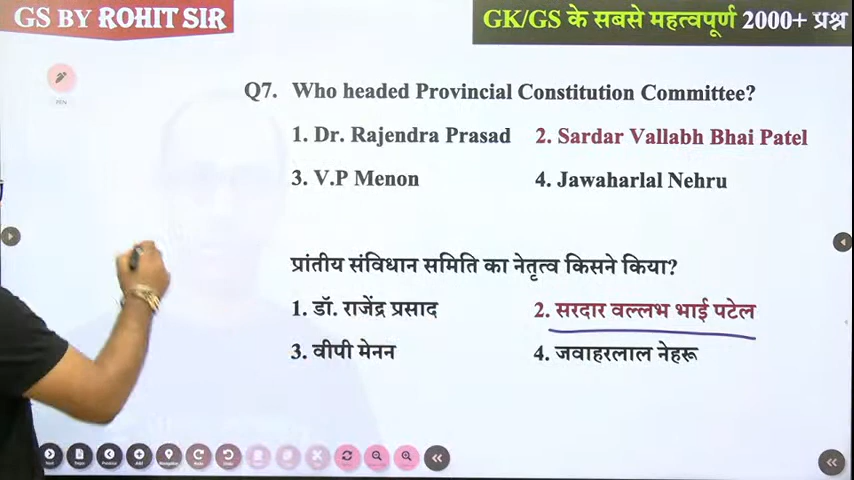 GS BY ROHIT SIR
GK/GS के सबसे महत्वपूर्ण 2000+ प्रश्न
Q7. Who headed Provincial Constitution Committee?
1. Dr. Rajendra Prasad 2. Sardar Vallabh Bhai Patel
3. V.P Menon 4. Jawaharlal Nehru
प्रांतीय संविधान समिति का नेतृत्व किसने किया?
1. डॉ. राजेंद्र प्रसाद 2. सरदार वल्लभ भाई पटेल
3. वीपी मेनन 4. जवाहरलाल नेहरू